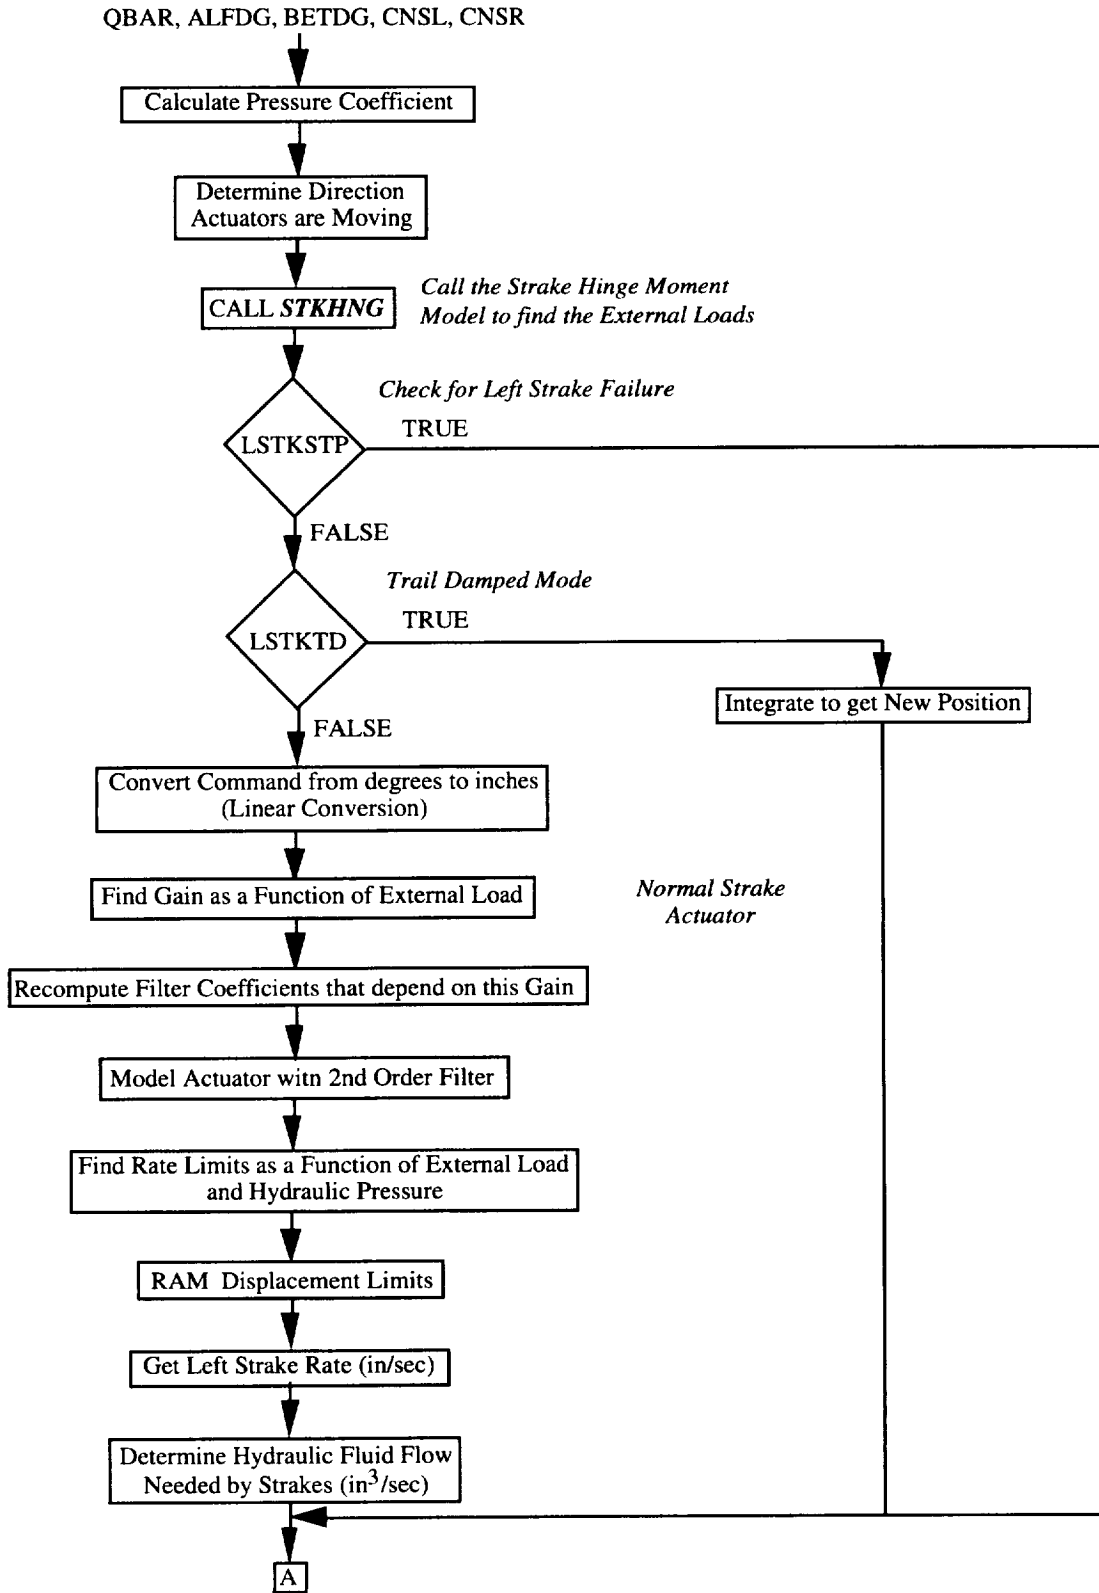 QBAR, ALFDG, BETDG, CNSL, CNSR
Calculate Pressure Coefficient
Determine Direction
Actuators are Moving
CALL STKHNG
Call the Strake Hinge Moment
Model to find the External Loads
Check for Left Strake Failure
TRUE
LSTKSTP
FALSE
Trail Damped Mode
TRUE
LSTKTD
Integrate to get New Position
FALSE
Convert Command from degrees to inches
(Linear Conversion)
Find Gain as a Function of External Load
Normal Strake
Actuator
Recompute Filter Coefficients that depend on this Gain
Model Actuator witn 2nd Order Filter
Find Rate Limits as a Function of External Load
and Hydraulic Pressure
RAM Displacement Limits
Get Left Strake Rate (in/sec)
Determine Hydraulic Fluid Flow
Needed by Strakes (in³/sec)
A